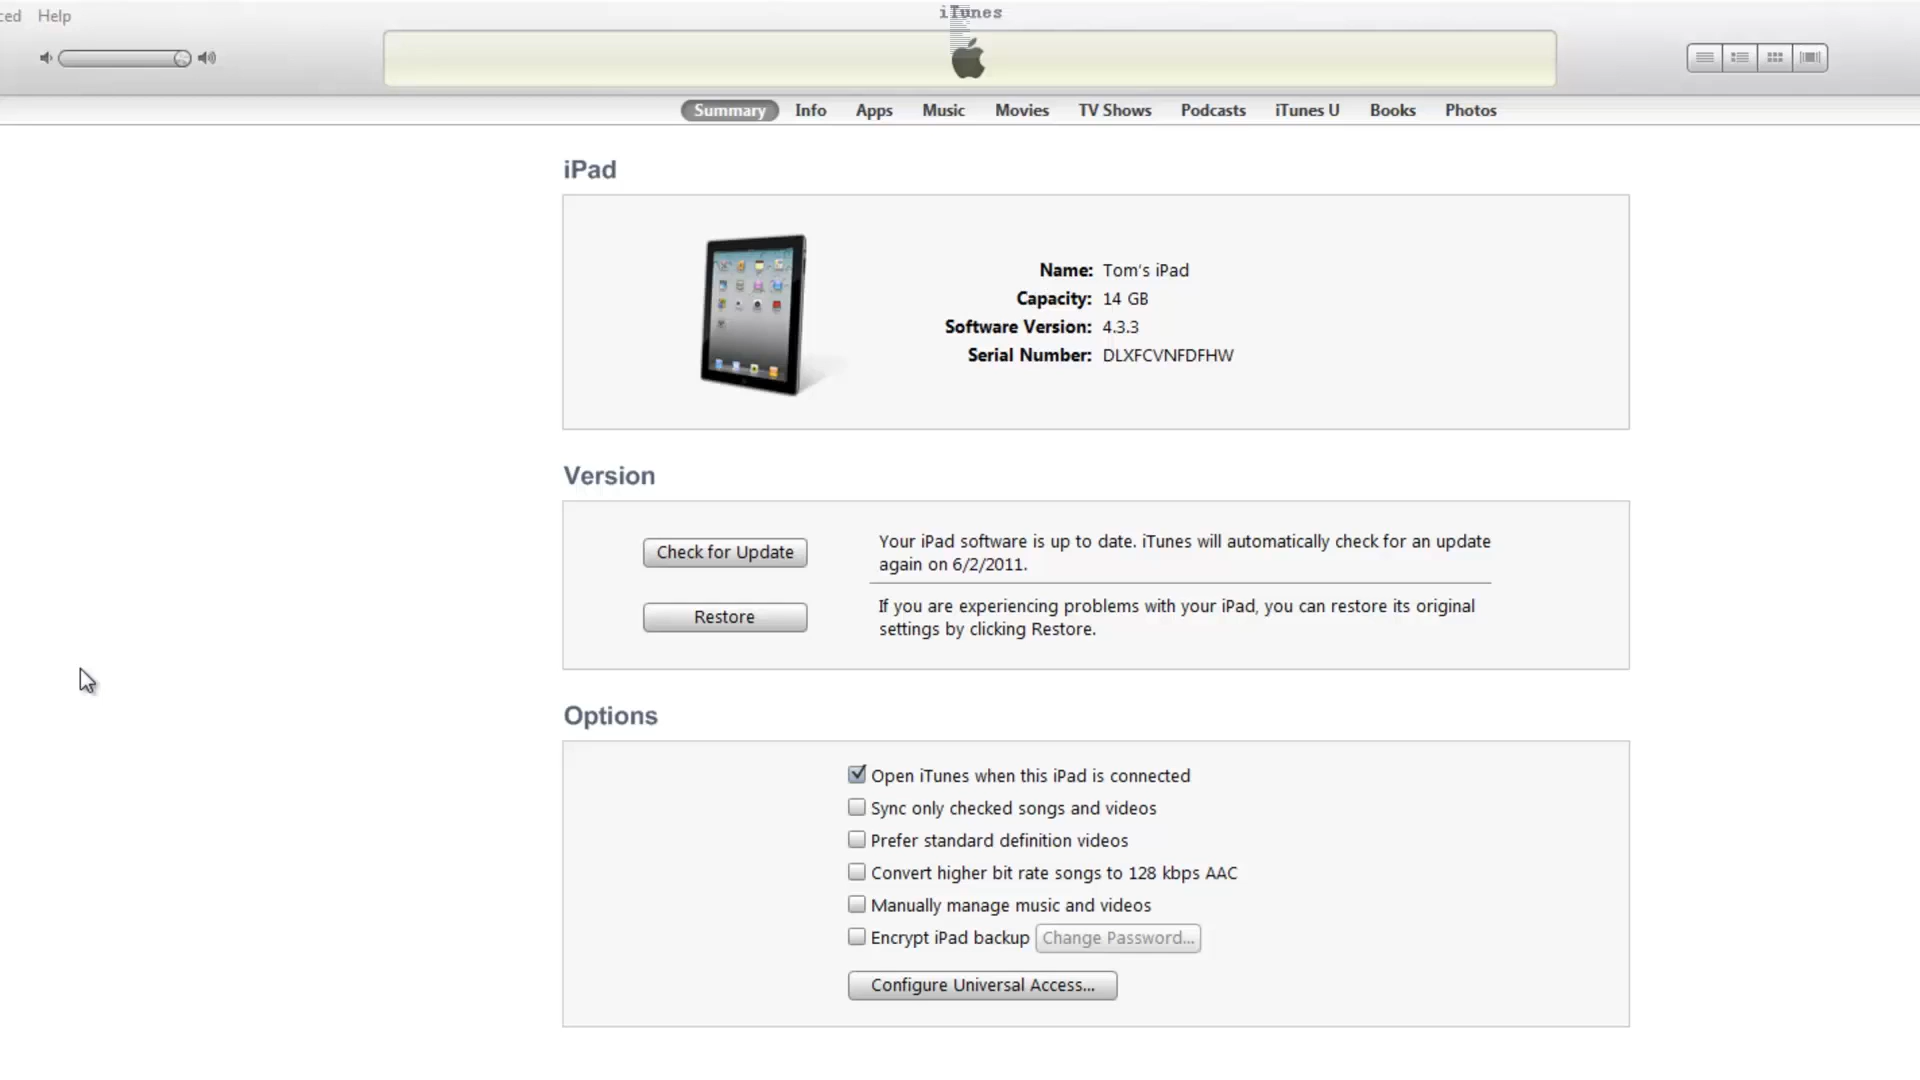 ced Help
iTunes
Summary Info Apps Music Movies TV Shows Podcasts iTunes U Books Photos
iPad
Name: Tom's iPad
Capacity: 14 GB
Software Version: 4.3.3
Serial Number: DLXFCVNFDFHW
Version
Check for Update
Your iPad software is up to date. iTunes will automatically check for an update
again on 6/2/2011.
Restore
If you are experiencing problems with your iPad, you can restore its original
settings by clicking Restore.
Options
Open iTunes when this iPad is connected
Sync only checked songs and videos
Prefer standard definition videos
Convert higher bit rate songs to 128 kbps AAC
Manually manage music and videos
Encrypt iPad backup Change Password...
Configure Universal Access...